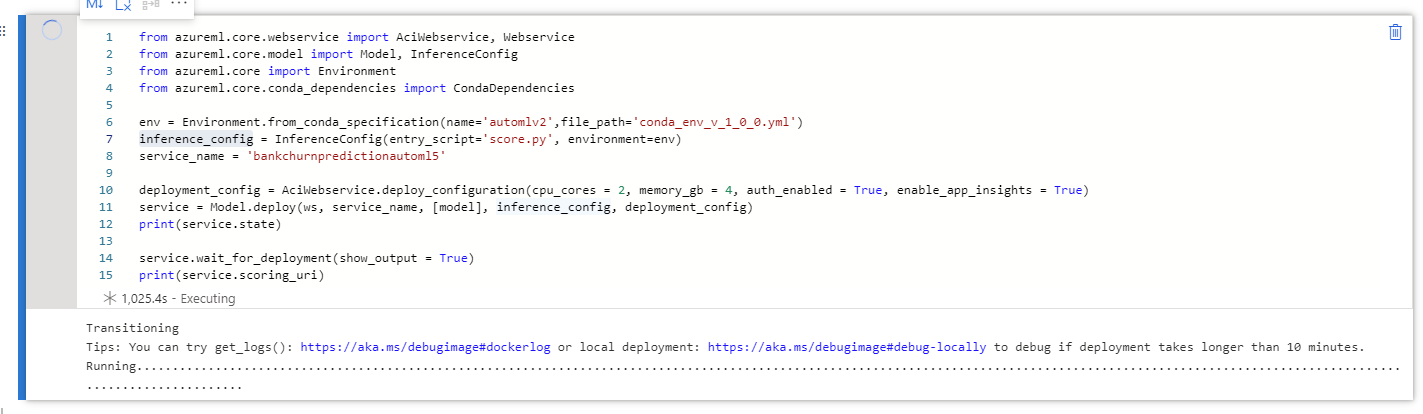 M↓
1 from azureml.core.webservice import AciWebservice, Webservice
2 from azureml.core.model import Model, InferenceConfig
3 from azureml.core import Environment
4 from azureml.core.conda_dependencies import CondaDependencies
5
6 env = Environment.from_conda_specification(name='automlv2',file_path='conda_env_v_1_0_0.yml')
7 inference_config = InferenceConfig(entry_script='score.py', environment=env)
8 service_name = 'bankchurnpredictionautoml5'
9
10 deployment_config = AciWebservice.deploy_configuration(cpu_cores = 2, memory_gb = 4, auth_enabled = True, enable_app_insights = True)
11 service = Model.deploy(ws, service_name, [model], inference_config, deployment_config)
12 print(service.state)
13
14 service.wait_for_deployment(show_output = True)
15 print(service.scoring_uri)
1,025.4s - Executing
Transitioning
Tips: You can try get_logs(): https://aka.ms/debugimage#dockerlog or local deployment: https://aka.ms/debugimage#debug-locally to debug if deployment takes longer than 10 minutes.
Running................................................................................................................................................................................
......................